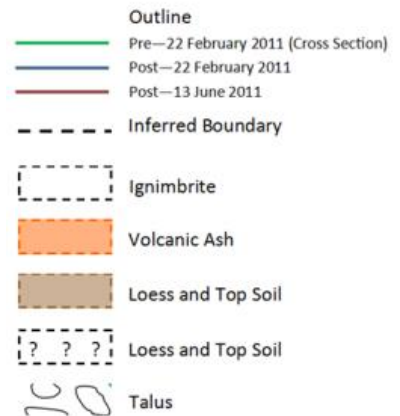 Outline
Pre—22 February 2011 (Cross Section)
Post—22 February 2011
Post—13 June 2011
Inferred Boundary
Ignimbrite
Volcanic Ash
Loess and Top Soil
? ? ? Loess and Top Soil
Talus